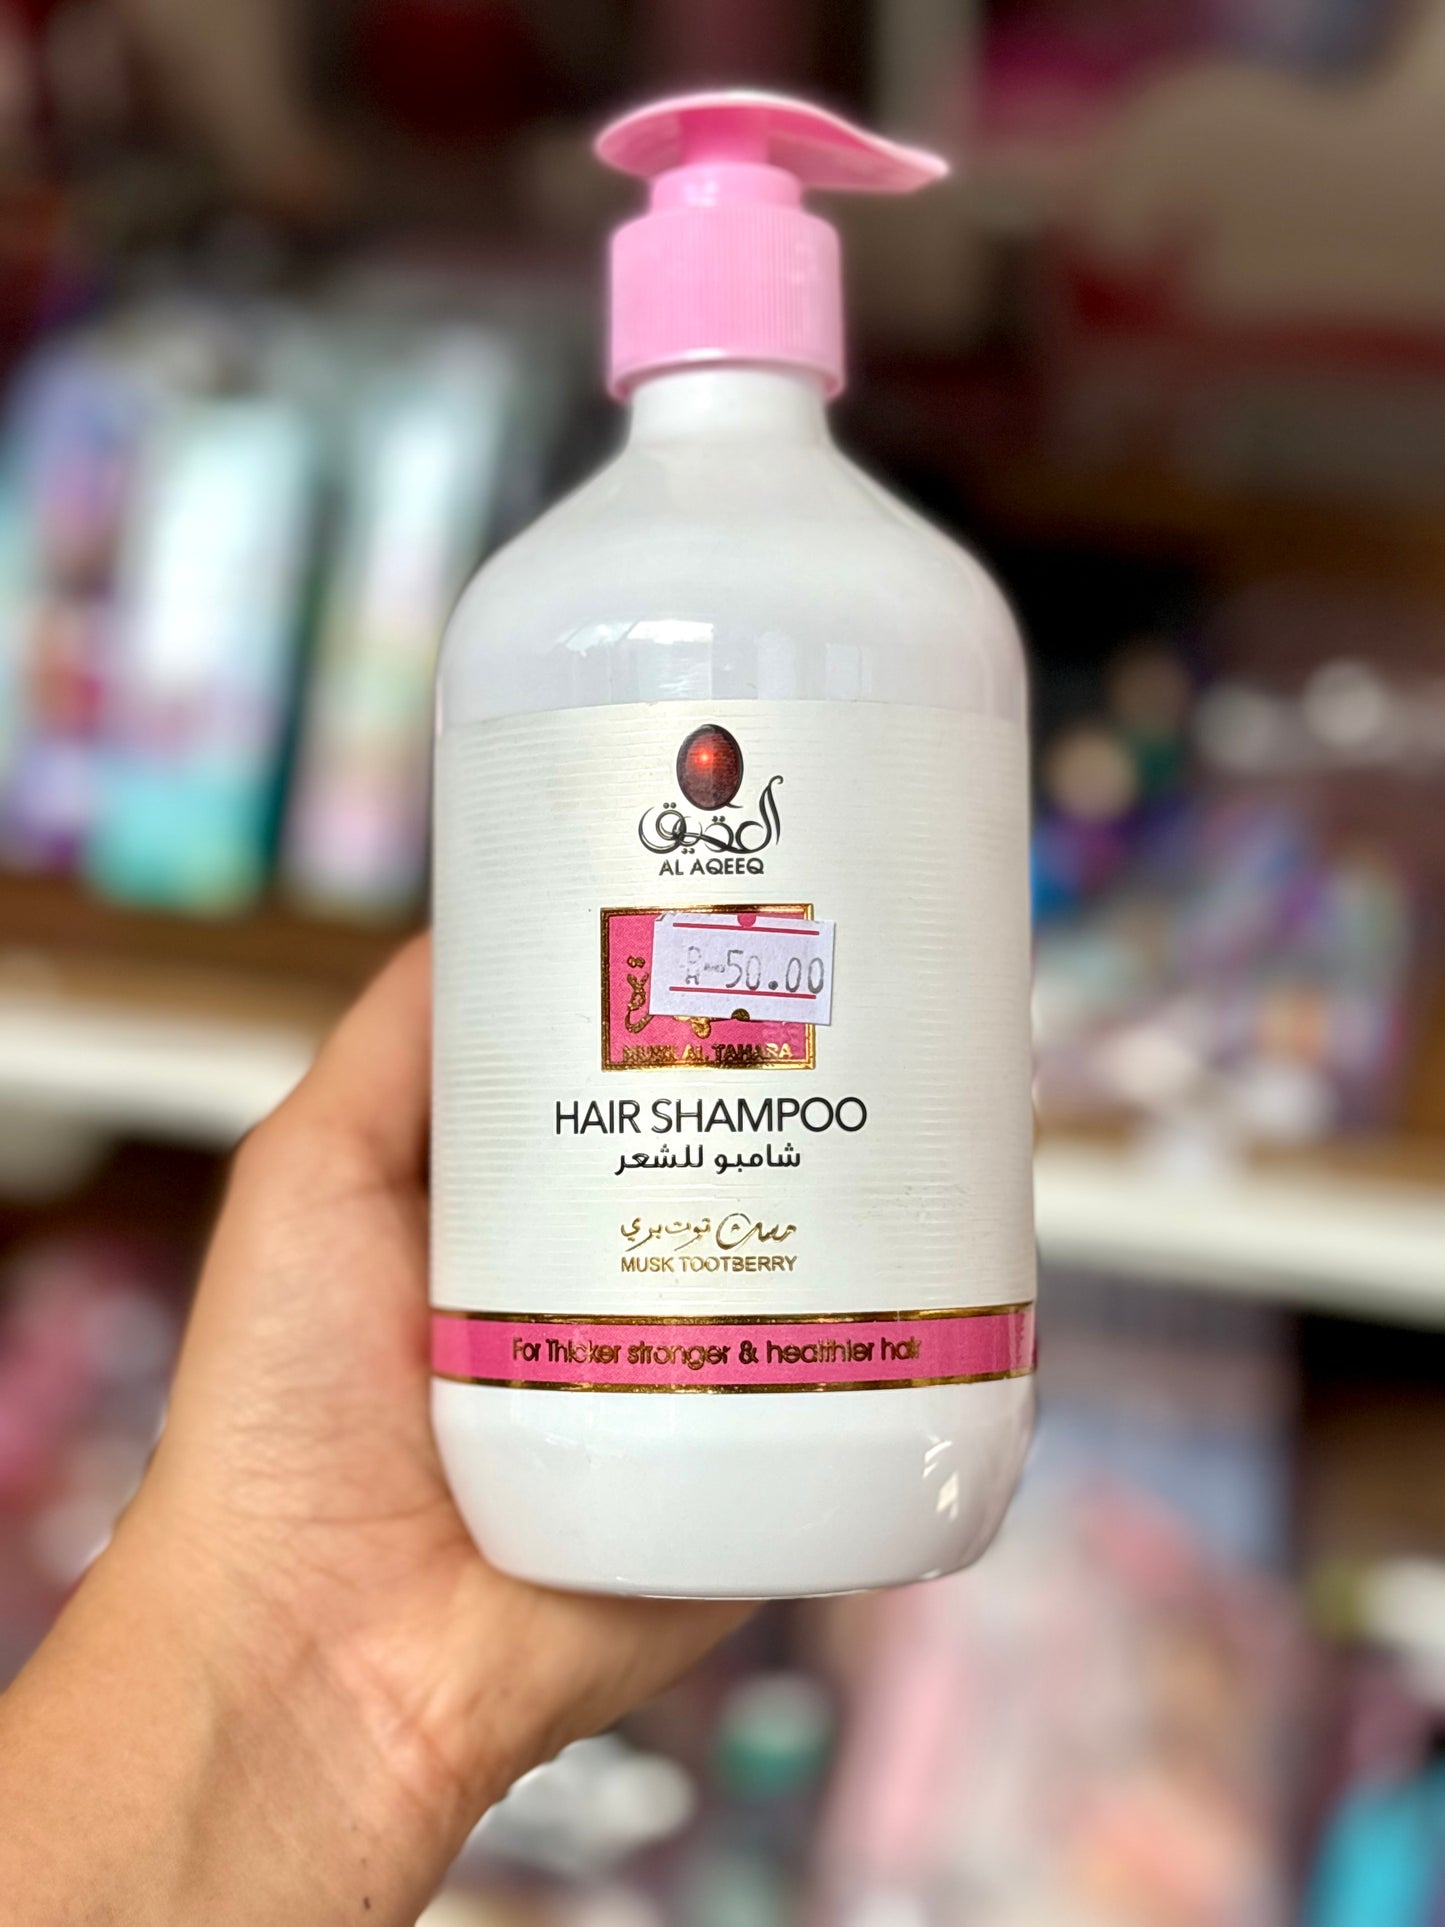 العقيق
AL AQEEQ
50.00
MUSK AL TAHARA
HAIR SHAMPOO
شامبو للشعر
مسك توت بري
MUSK TOOTBERRY
For Thicker stronger & healthier hair